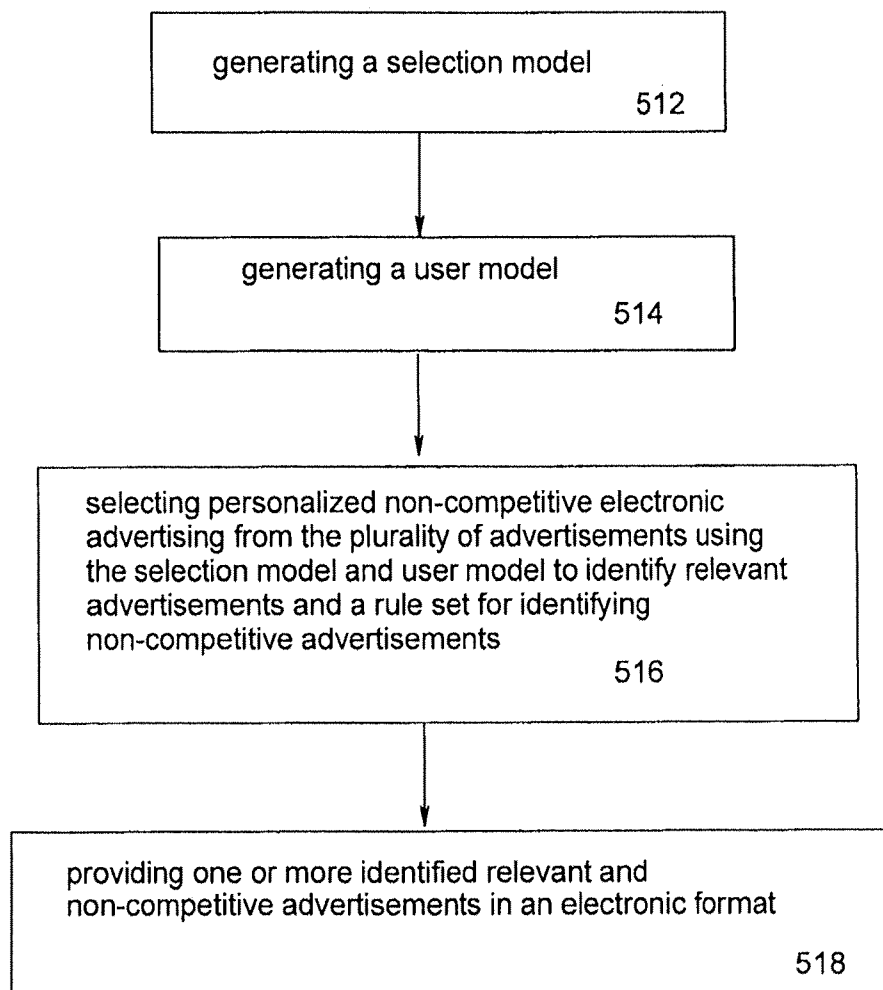 generating a selection model
512
generating a user model
514
selecting personalized non-competitive electronic
advertising from the plurality of advertisements using
the selection model and user model to identify relevant
advertisements and a rule set for identifying
non-competitive advertisements
516
providing one or more identified relevant and
non-competitive advertisements in an electronic format
518